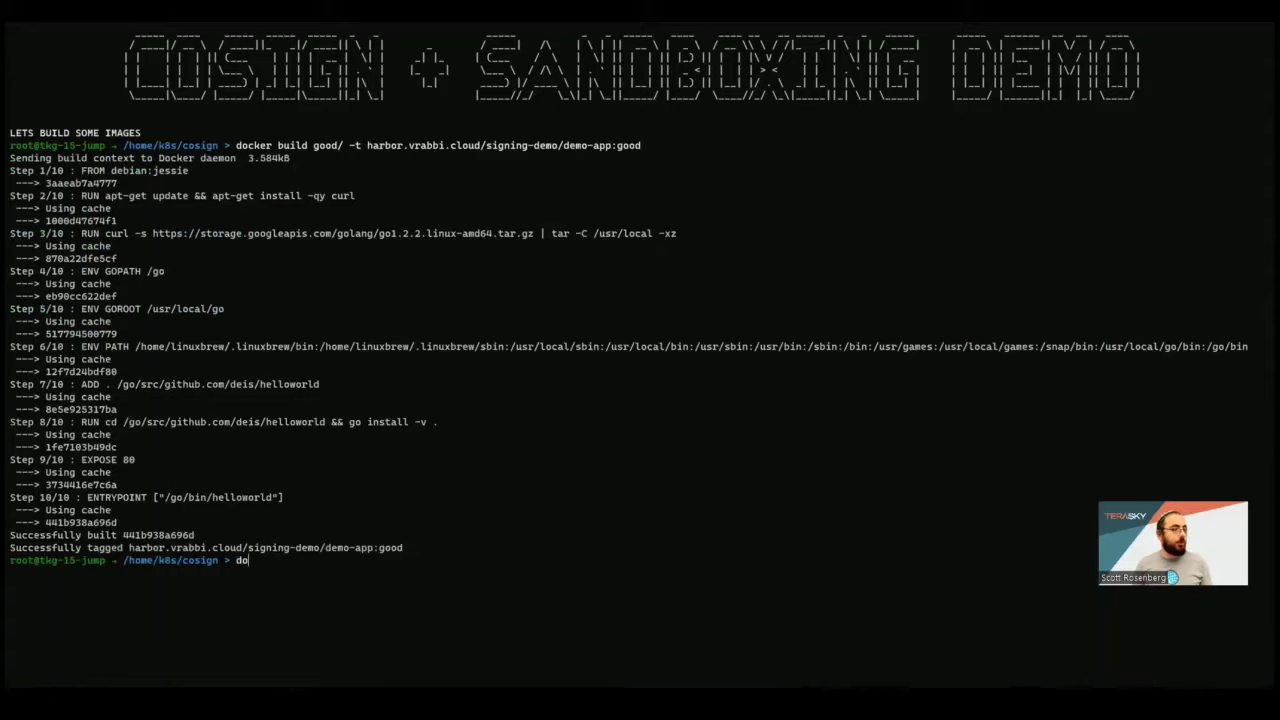 COSIGN + SANDBOXING DEMO
LETS BUILD SOME IMAGES
root@tkg-15-jump → /home/k8s/cosign > docker build good/ -t harbor.vrabbi.cloud/signing-demo/demo-app:good
Sending build context to Docker daemon  3.584kB
Step 1/10 : FROM debian:jessie
 ---> 3aaeab7a4777
Step 2/10 : RUN apt-get update && apt-get install -qy curl
 ---> Using cache
 ---> 1000d47674f1
Step 3/10 : RUN curl -s https://storage.googleapis.com/golang/go1.2.2.linux-amd64.tar.gz | tar -C /usr/local -xz
 ---> Using cache
 ---> 870a22dfe5cf
Step 4/10 : ENV GOPATH /go
 ---> Using cache
 ---> eb90cc622def
Step 5/10 : ENV GOROOT /usr/local/go
 ---> Using cache
 ---> 517794500779
Step 6/10 : ENV PATH /home/linuxbrew/.linuxbrew/bin:/home/linuxbrew/.linuxbrew/sbin:/usr/local/sbin:/usr/local/bin:/usr/sbin:/usr/bin:/sbin:/bin:/usr/games:/usr/local/games:/snap/bin:/usr/local/go/bin:/go/bin
 ---> Using cache
 ---> 12f7d24bdf80
Step 7/10 : ADD . /go/src/github.com/deis/helloworld
 ---> Using cache
 ---> 8e5e925317ba
Step 8/10 : RUN cd /go/src/github.com/deis/helloworld && go install -v .
 ---> Using cache
 ---> 1fe7103b49dc
Step 9/10 : EXPOSE 80
 ---> Using cache
 ---> 3734416e7c6a
Step 10/10 : ENTRYPOINT ["/go/bin/helloworld"]
 ---> Using cache
 ---> 441b938a696d
Successfully built 441b938a696d
Successfully tagged harbor.vrabbi.cloud/signing-demo/demo-app:good
root@tkg-15-jump → /home/k8s/cosign > do
TERASKY
Scott Rosenberg